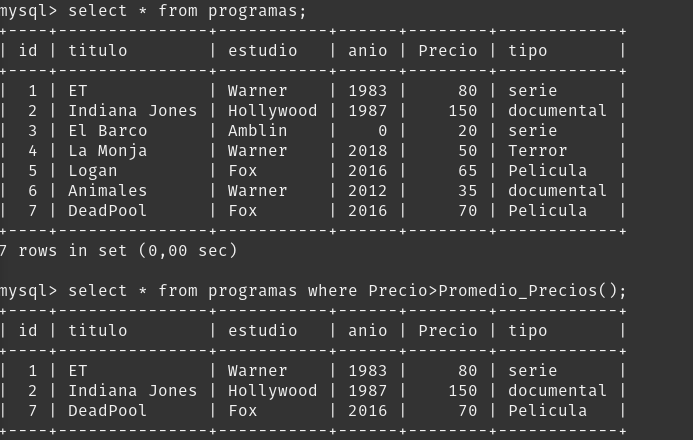 mysql> select * from programas;
+----+---------------+-----------+------+--------+------------+
| id | titulo        | estudio   | anio | Precio | tipo       |
+----+---------------+-----------+------+--------+------------+
|  1 | ET            | Warner    | 1983 |     80 | serie      |
|  2 | Indiana Jones | Hollywood | 1987 |    150 | documental |
|  3 | El Barco      | Amblin    |    0 |     20 | serie      |
|  4 | La Monja      | Warner    | 2018 |     50 | Terror     |
|  5 | Logan         | Fox       | 2016 |     65 | Pelicula   |
|  6 | Animales      | Warner    | 2012 |     35 | documental |
|  7 | DeadPool      | Fox       | 2016 |     70 | Pelicula   |
+----+---------------+-----------+------+--------+------------+
7 rows in set (0,00 sec)
mysql> select * from programas where Precio>Promedio_Precios();
+----+---------------+-----------+------+--------+------------+
| id | titulo        | estudio   | anio | Precio | tipo       |
+----+---------------+-----------+------+--------+------------+
|  1 | ET            | Warner    | 1983 |     80 | serie      |
|  2 | Indiana Jones | Hollywood | 1987 |    150 | documental |
|  7 | DeadPool      | Fox       | 2016 |     70 | Pelicula   |
+----+---------------+-----------+------+--------+------------+